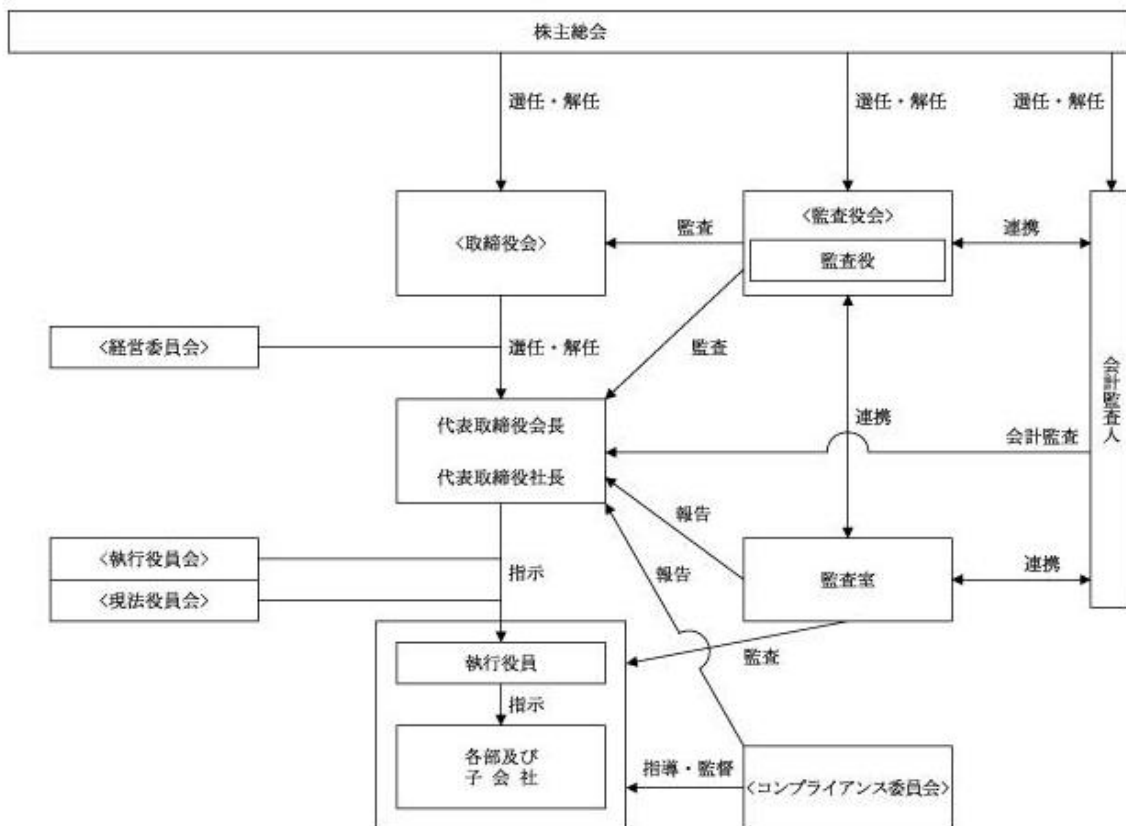 株主総会
選任・解任
選任・解任
選任・解任
<取締役会>
監査
<監査役会>
監査役
連携
<経営委員会>
選任・解任
監査
会計監査人
代表取締役会長
代表取締役社長
連携
会計監査
報告
<執行役員会>
<現法役員会>
指示
報告
監査室
連携
執行役員
監査
指示
各部及び
子会社
指導・監督
<コンプライアンス委員会>